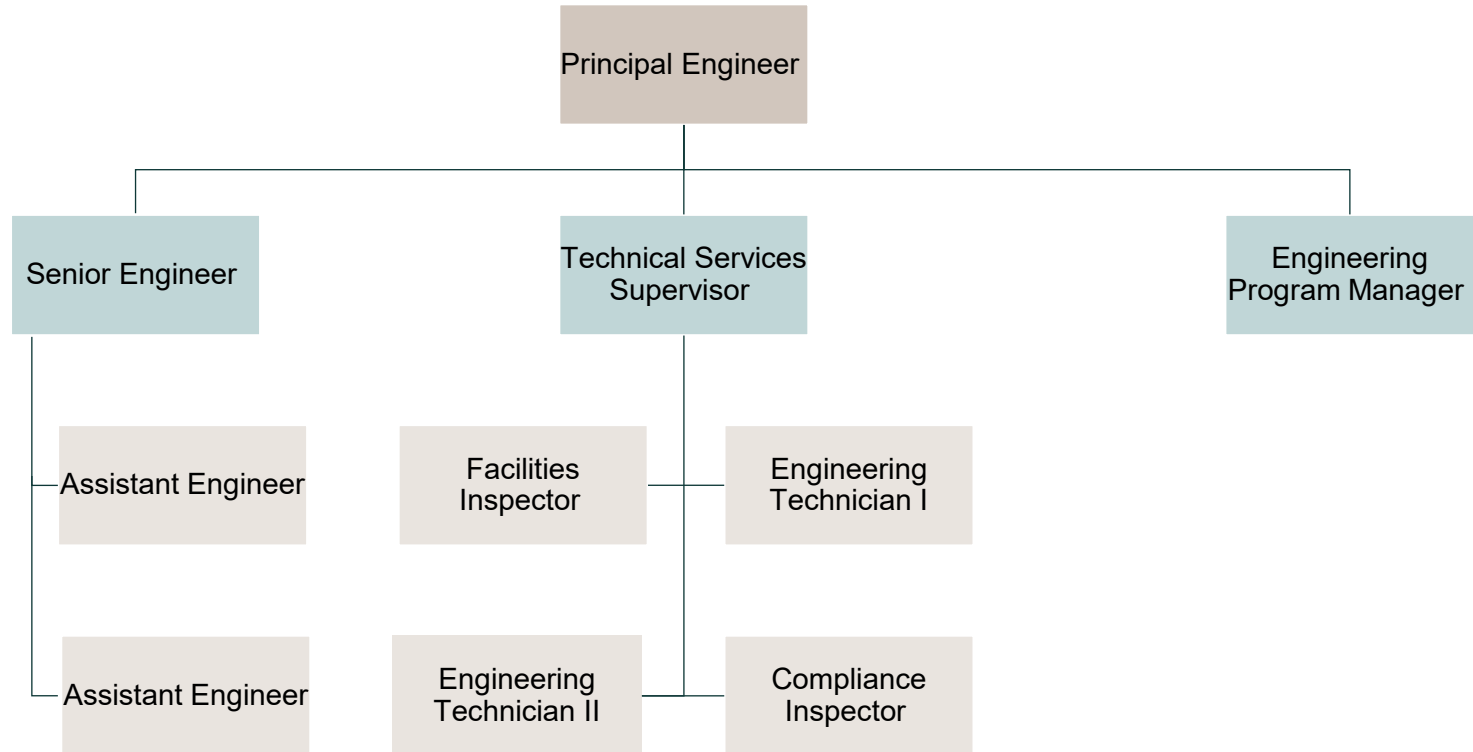 Principal Engineer
Senior Engineer
Technical Services
Supervisor
Engineering
Program Manager
Assistant Engineer
Facilities
Inspector
Engineering
Technician I
Assistant Engineer
Engineering
Technician II
Compliance
Inspector